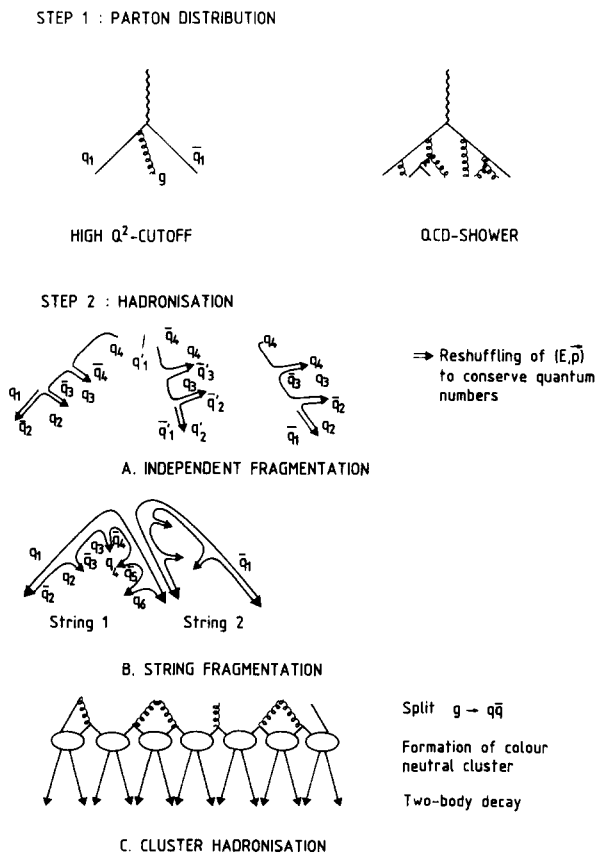 STEP 1 : PARTON DISTRIBUTION
q₁ g q̅₁
HIGH Q²-CUTOFF QCD-SHOWER
STEP 2 : HADRONISATION
q₄ q̅₄ q₄
q'₁ q₄ q₄
q̅₄ q̅'₃
q̅₃ q₃ q₃ q̅₃ q₃
q₁ q̅'₂ q̅₂
q̅₂ q₂ q̅'₁ q'₂ q̅₁ q₂
⇒ Reshuffling of (E,p⃗)
to conserve quantum
numbers
A. INDEPENDENT FRAGMENTATION
q₁ q₃ q̅₄ q̅₁
q₂ q̅₃ q₄ q̅₅
q̅₂ q₆
String 1 String 2
B. STRING FRAGMENTATION
Split g → qq̅
Formation of colour
neutral cluster
Two-body decay
C. CLUSTER HADRONISATION